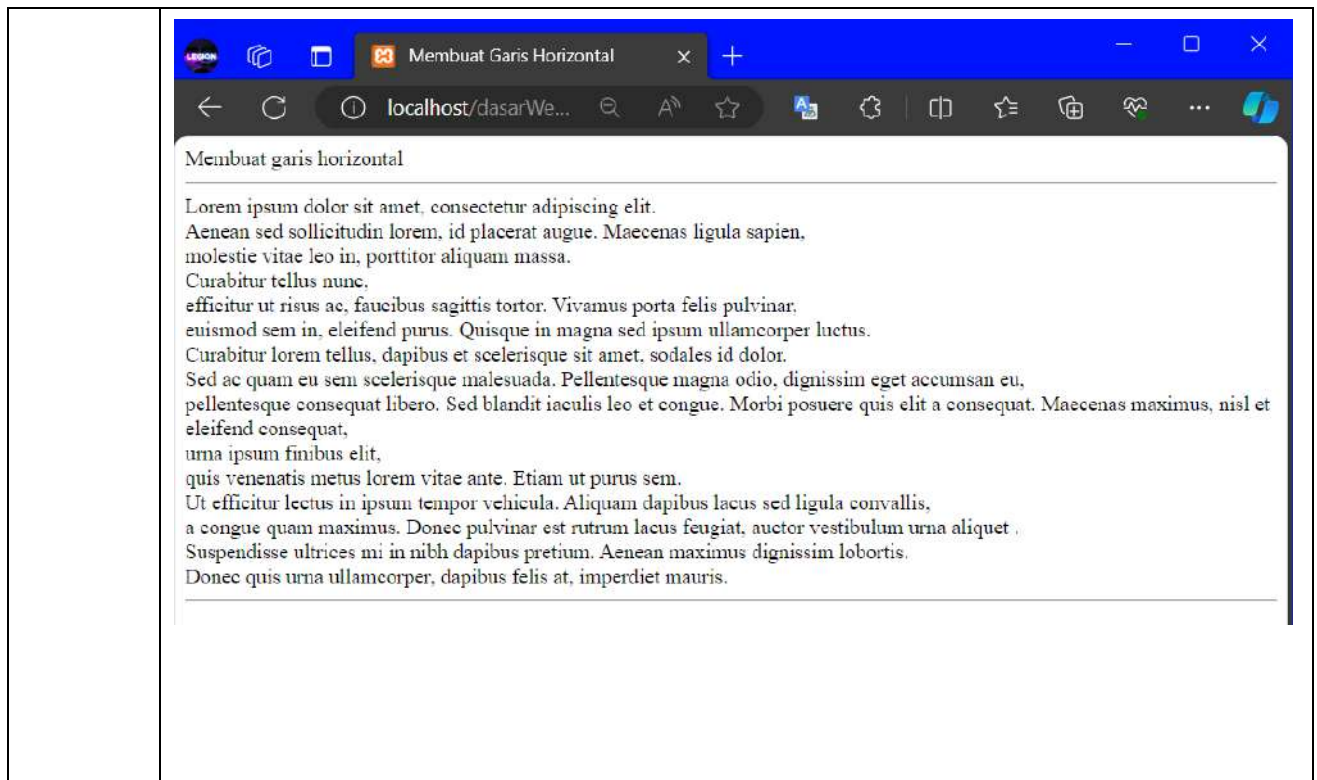 LEGION
Membuat Garis Horizontal
localhost/dasarWe...
Membuat garis horizontal
Lorem ipsum dolor sit amet, consectetur adipiscing elit.
Aenean sed sollicitudin lorem, id placerat augue. Maecenas ligula sapien,
molestie vitae leo in, porttitor aliquam massa.
Curabitur tellus nunc,
efficitur ut risus ac, faucibus sagittis tortor. Vivamus porta felis pulvinar,
euismod sem in, eleifend purus. Quisque in magna sed ipsum ullamcorper luctus.
Curabitur lorem tellus, dapibus et scelerisque sit amet, sodales id dolor.
Sed ac quam eu sem scelerisque malesuada. Pellentesque magna odio, dignissim eget accumsan eu,
pellentesque consequat libero. Sed blandit iaculis leo et congue. Morbi posuere quis elit a consequat. Maecenas maximus, nisl et
eleifend consequat,
urna ipsum finibus elit,
quis venenatis metus lorem vitae ante. Etiam ut purus sem.
Ut efficitur lectus in ipsum tempor vehicula. Aliquam dapibus lacus sed ligula convallis,
a congue quam maximus. Donec pulvinar est rutrum lacus feugiat, auctor vestibulum urna aliquet .
Suspendisse ultrices mi in nibh dapibus pretium. Aenean maximus dignissim lobortis.
Donec quis urna ullamcorper, dapibus felis at, imperdiet mauris.